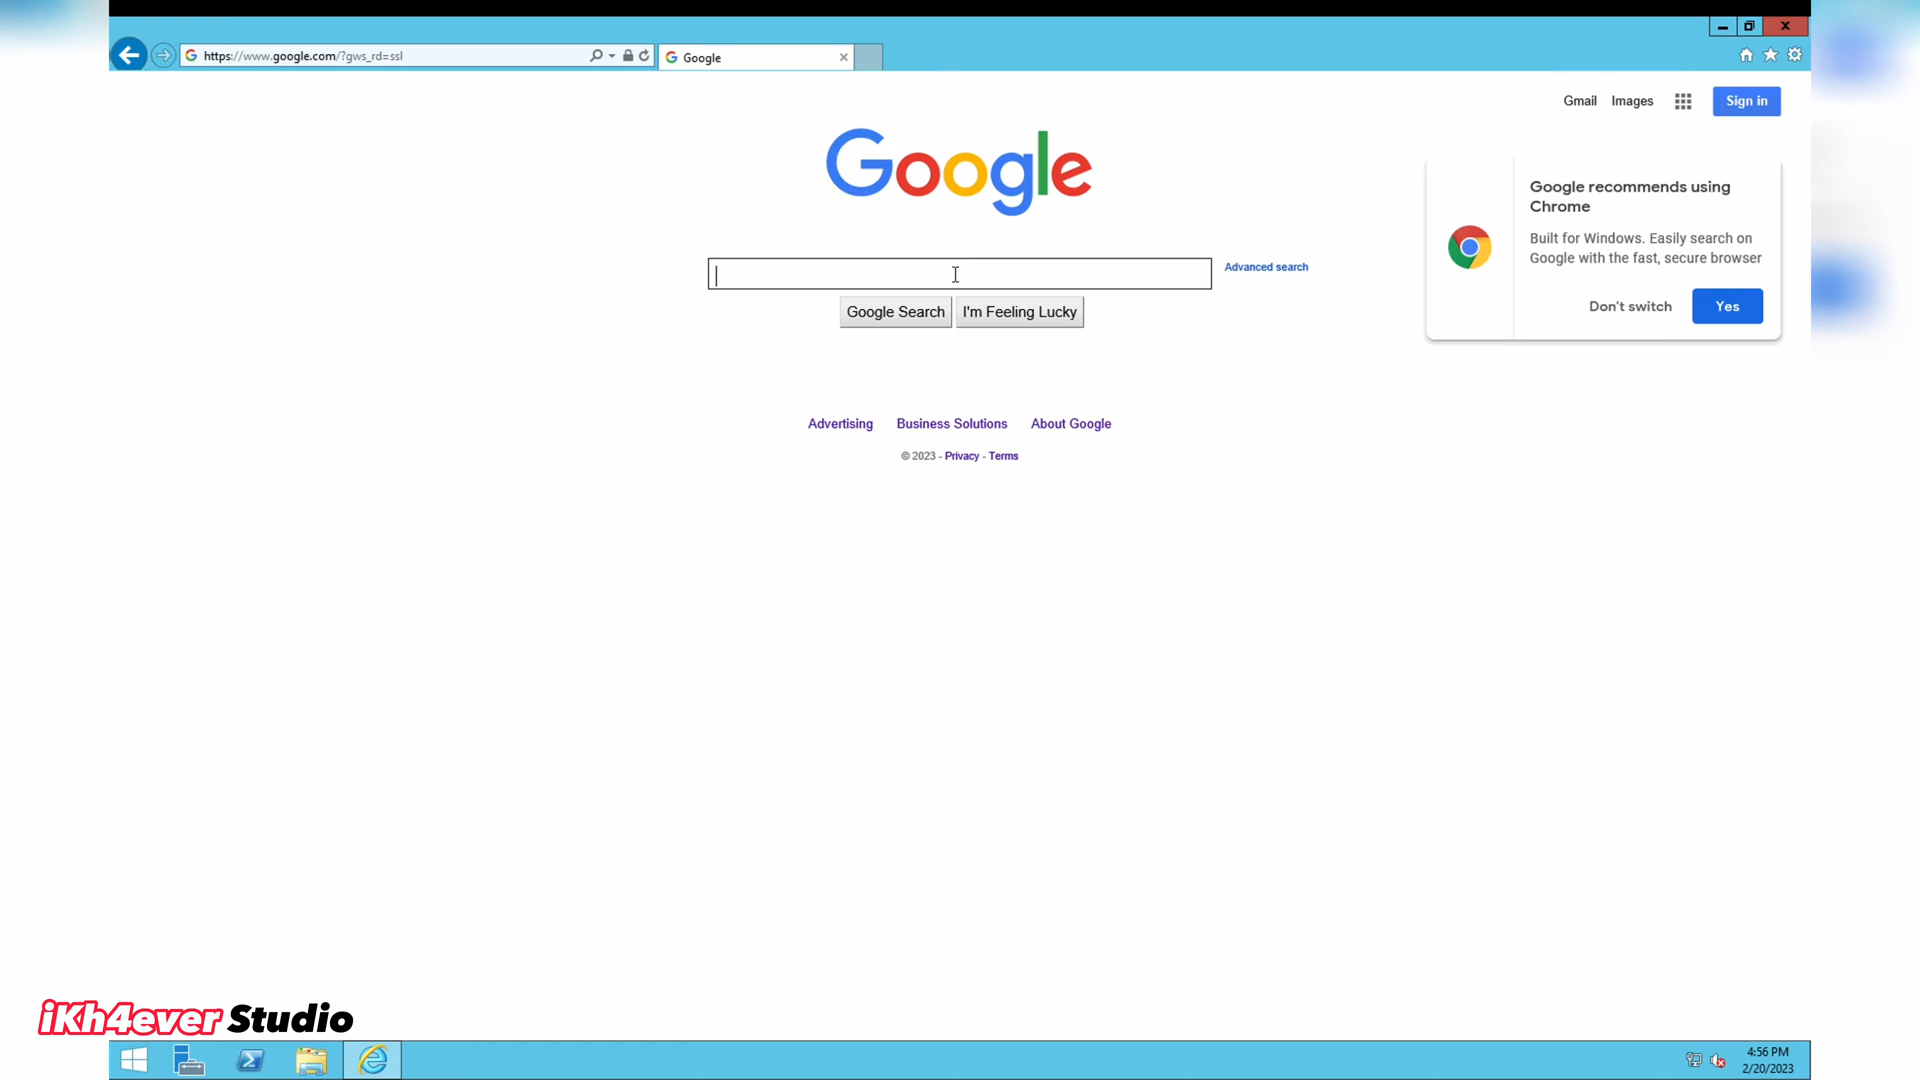 https://www.google.com/?gws_rd=ssl
Google
Gmail Images Sign in
Google
Google recommends using
Chrome
Built for Windows. Easily search on
Google with the fast, secure browser
Don't switch Yes
Advanced search
Google Search I'm Feeling Lucky
Advertising Business Solutions About Google
© 2023 - Privacy - Terms
iKh4ever Studio
4:56 PM
2/20/2023